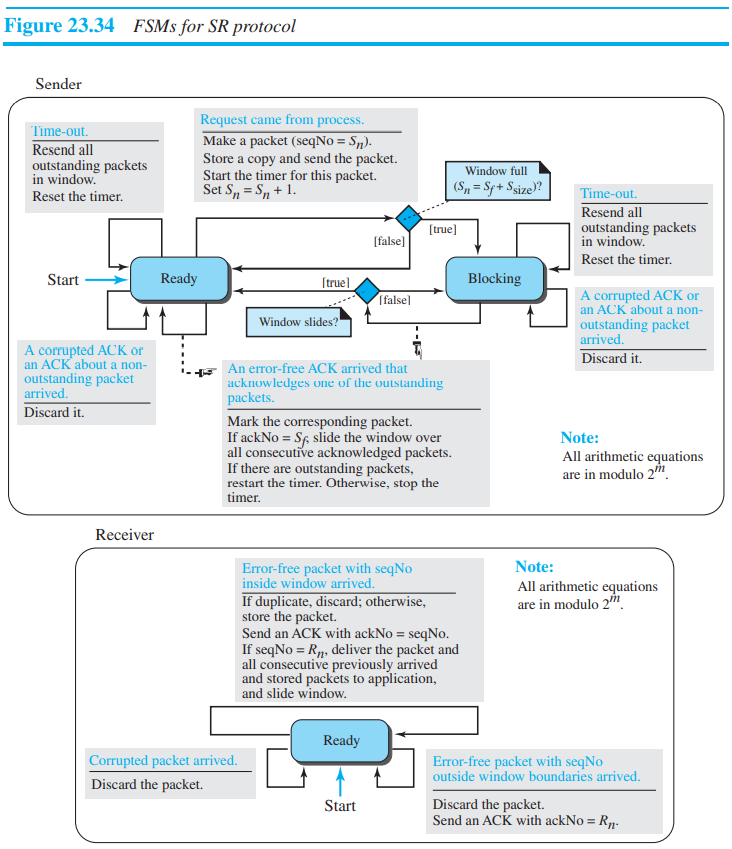 Figure 23.34 FSMs for SR protocol
Sender
Time-out.
Resend all
outstanding packets
in window.
Reset the timer.
Request came from process.
Make a packet (seqNo = Sn).
Store a copy and send the packet.
Start the timer for this packet.
Set Sn = Sn + 1.
Window full
(Sn = Sf + Ssize)?
Time-out.
Resend all
outstanding packets
in window.
Reset the timer.
[true]
[false]
Start
Ready
Blocking
[true]
[false]
Window slides?
A corrupted ACK or
an ACK about a non-
outstanding packet
arrived.
Discard it.
A corrupted ACK or
an ACK about a non-
outstanding packet
arrived.
Discard it.
An error-free ACK arrived that
acknowledges one of the outstanding
packets.
Mark the corresponding packet.
If ackNo = Sf, slide the window over
all consecutive acknowledged packets.
If there are outstanding packets,
restart the timer. Otherwise, stop the
timer.
Note:
All arithmetic equations
are in modulo 2^m.
Receiver
Error-free packet with seqNo
inside window arrived.
If duplicate, discard; otherwise,
store the packet.
Send an ACK with ackNo = seqNo.
If seqNo = Rn, deliver the packet and
all consecutive previously arrived
and stored packets to application,
and slide window.
Note:
All arithmetic equations
are in modulo 2^m.
Ready
Corrupted packet arrived.
Discard the packet.
Start
Error-free packet with seqNo
outside window boundaries arrived.
Discard the packet.
Send an ACK with ackNo = Rn.